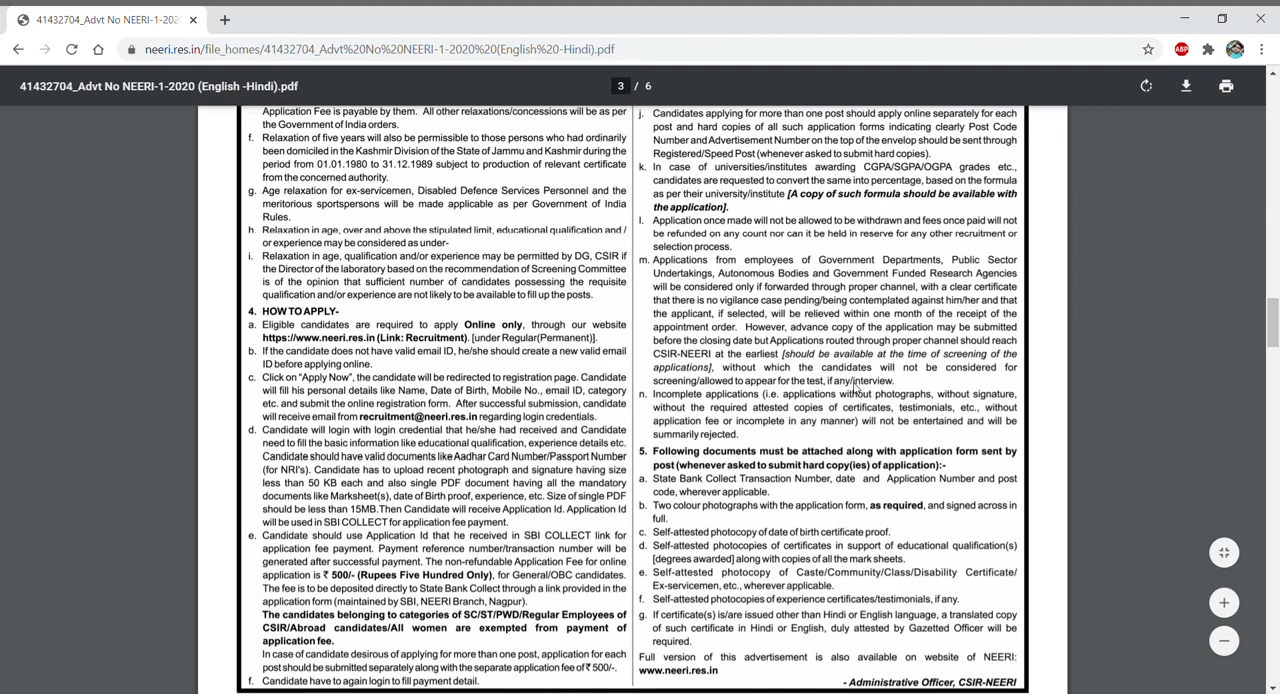 41432704_Advt No NEERI-1-202
neeri.res.in/file_homes/41432704_Advt%20No%20NEERI-1-2020%20(English%20-Hindi).pdf
ABP
41432704_Advt No NEERI-1-2020 (English -Hindi).pdf
3 / 6
Application Fee is payable by them. All other relaxations/concessions will be as per
the Government of India orders.
f. Relaxation of five years will also be permissible to those persons who had ordinarily
been domiciled in the Kashmir Division of the State of Jammu and Kashmir during the
period from 01.01.1980 to 31.12.1989 subject to production of relevant certificate
from the concerned authority.
g. Age relaxation for ex-servicemen, Disabled Defence Services Personnel and the
meritorious sportspersons will be made applicable as per Government of India
Rules.
h. Relaxation in age, over and above the stipulated limit, educational qualification and /
or experience may be considered as under-
i. Relaxation in age, qualification and/or experience may be permitted by DG, CSIR if
the Director of the laboratory based on the recommendation of Screening Committee
is of the opinion that sufficient number of candidates possessing the requisite
qualification and/or experience are not likely to be available to fill up the posts.
4. HOW TO APPLY-
a. Eligible candidates are required to apply Online only, through our website
https://www.neeri.res.in (Link: Recruitment). [under Regular(Permanent)].
b. If the candidate does not have valid email ID, he/she should create a new valid email
ID before applying online.
c. Click on "Apply Now", the candidate will be redirected to registration page. Candidate
will fill his personal details like Name, Date of Birth, Mobile No., email ID, category
etc. and submit the online registration form. After successful submission, candidate
will receive email from recruitment@neeri.res.in regarding login credentials.
d. Candidate will login with login credential that he/she had received and Candidate
need to fill the basic information like educational qualification, experience details etc.
Candidate should have valid documents like Aadhar Card Number/Passport Number
(for NRI's). Candidate has to upload recent photograph and signature having size
less than 50 KB each and also single PDF document having all the mandatory
documents like Marksheet(s), date of Birth proof, experience, etc. Size of single PDF
should be less than 15MB.Then Candidate will receive Application Id. Application Id
will be used in SBI COLLECT for application fee payment.
e. Candidate should use Application Id that he received in SBI COLLECT link for
application fee payment. Payment reference number/transaction number will be
generated after successful payment. The non-refundable Application Fee for online
application is ₹ 500/- (Rupees Five Hundred Only), for General/OBC candidates.
The fee is to be deposited directly to State Bank Collect through a link provided in the
application form (maintained by SBI, NEERI Branch, Nagpur).
The candidates belonging to categories of SC/ST/PWD/Regular Employees of
CSIR/Abroad candidates/All women are exempted from payment of
application fee.
In case of candidate desirous of applying for more than one post, application for each
post should be submitted separately along with the separate application fee of ₹ 500/-.
f. Candidate have to again login to fill payment detail.
j. Candidates applying for more than one post should apply online separately for each
post and hard copies of all such application forms indicating clearly Post Code
Number and Advertisement Number on the top of the envelop should be sent through
Registered/Speed Post (whenever asked to submit hard copies).
k. In case of universities/institutes awarding CGPA/SGPA/OGPA grades etc.,
candidates are requested to convert the same into percentage, based on the formula
as per their university/institute [A copy of such formula should be available with
the application].
l. Application once made will not be allowed to be withdrawn and fees once paid will not
be refunded on any count nor can it be held in reserve for any other recruitment or
selection process.
m. Applications from employees of Government Departments, Public Sector
Undertakings, Autonomous Bodies and Government Funded Research Agencies
will be considered only if forwarded through proper channel, with a clear certificate
that there is no vigilance case pending/being contemplated against him/her and that
the applicant, if selected, will be relieved within one month of the receipt of the
appointment order. However, advance copy of the application may be submitted
before the closing date but Applications routed through proper channel should reach
CSIR-NEERI at the earliest [should be available at the time of screening of the
applications], without which the candidates will not be considered for
screening/allowed to appear for the test, if any/interview.
n. Incomplete applications (i.e. applications without photographs, without signature,
without the required attested copies of certificates, testimonials, etc., without
application fee or incomplete in any manner) will not be entertained and will be
summarily rejected.
5. Following documents must be attached along with application form sent by
post (whenever asked to submit hard copy(ies) of application):-
a. State Bank Collect Transaction Number, date and Application Number and post
code, wherever applicable.
b. Two colour photographs with the application form, as required, and signed across in
full.
c. Self-attested photocopy of date of birth certificate proof.
d. Self-attested photocopies of certificates in support of educational qualification(s)
[degrees awarded] along with copies of all the mark sheets.
e. Self-attested photocopy of Caste/Community/Class/Disability Certificate/
Ex-servicemen, etc., wherever applicable.
f. Self-attested photocopies of experience certificates/testimonials, if any.
g. If certificate(s) is/are issued other than Hindi or English language, a translated copy
of such certificate in Hindi or English, duly attested by Gazetted Officer will be
required.
Full version of this advertisement is also available on website of NEERI:
www.neeri.res.in
- Administrative Officer, CSIR-NEERI